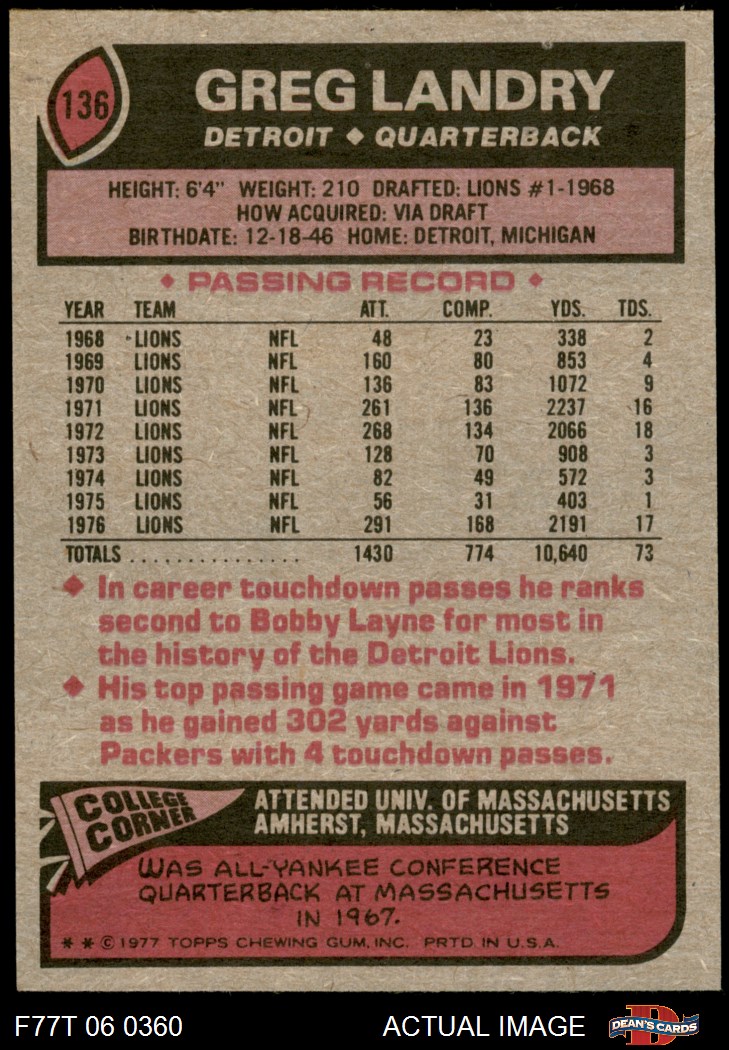 136
GREG LANDRY
DETROIT ◆ QUARTERBACK
HEIGHT: 6'4" WEIGHT: 210 DRAFTED: LIONS #1-1968
HOW ACQUIRED: VIA DRAFT
BIRTHDATE: 12-18-46 HOME: DETROIT, MICHIGAN
◆ PASSING RECORD ◆
YEAR TEAM ATT. COMP. YDS. TDS.
1968 LIONS NFL 48 23 338 2
1969 LIONS NFL 160 80 853 4
1970 LIONS NFL 136 83 1072 9
1971 LIONS NFL 261 136 2237 16
1972 LIONS NFL 268 134 2066 18
1973 LIONS NFL 128 70 908 3
1974 LIONS NFL 82 49 572 3
1975 LIONS NFL 56 31 403 1
1976 LIONS NFL 291 168 2191 17
TOTALS ................ 1430 774 10,640 73
◆ In career touchdown passes he ranks
second to Bobby Layne for most in
the history of the Detroit Lions.
◆ His top passing game came in 1971
as he gained 302 yards against
Packers with 4 touchdown passes.
COLLEGE
CORNER
ATTENDED UNIV. OF MASSACHUSETTS
AMHERST, MASSACHUSETTS
WAS ALL-YANKEE CONFERENCE
QUARTERBACK AT MASSACHUSETTS
IN 1967.
* * © 1977 TOPPS CHEWING GUM, INC. PRTD. IN U.S.A.
F77T 06 0360 ACTUAL IMAGE DEAN'S CARDS